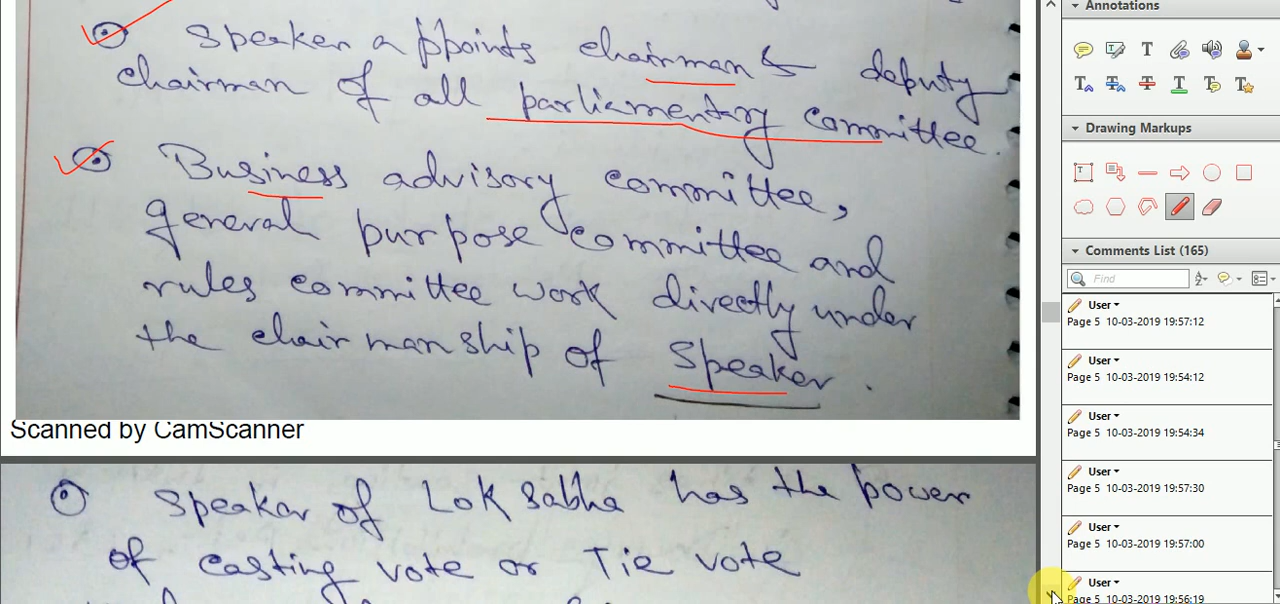 Speaker appoints chairman & deputy
chairman of all parliamentary committee.
Business advisory committee,
general purpose committee and
rules committee work directly under
the chairmanship of Speaker.
Scanned by CamScanner
Speaker of Lok Sabha has the power
of casting vote or Tie vote
Annotations
Drawing Markups
Comments List (165)
Find
User
Page 5 10-03-2019 19:57:12
User
Page 5 10-03-2019 19:54:12
User
Page 5 10-03-2019 19:54:34
User
Page 5 10-03-2019 19:57:30
User
Page 5 10-03-2019 19:57:00
User
Page 5 10-03-2019 19:56:19